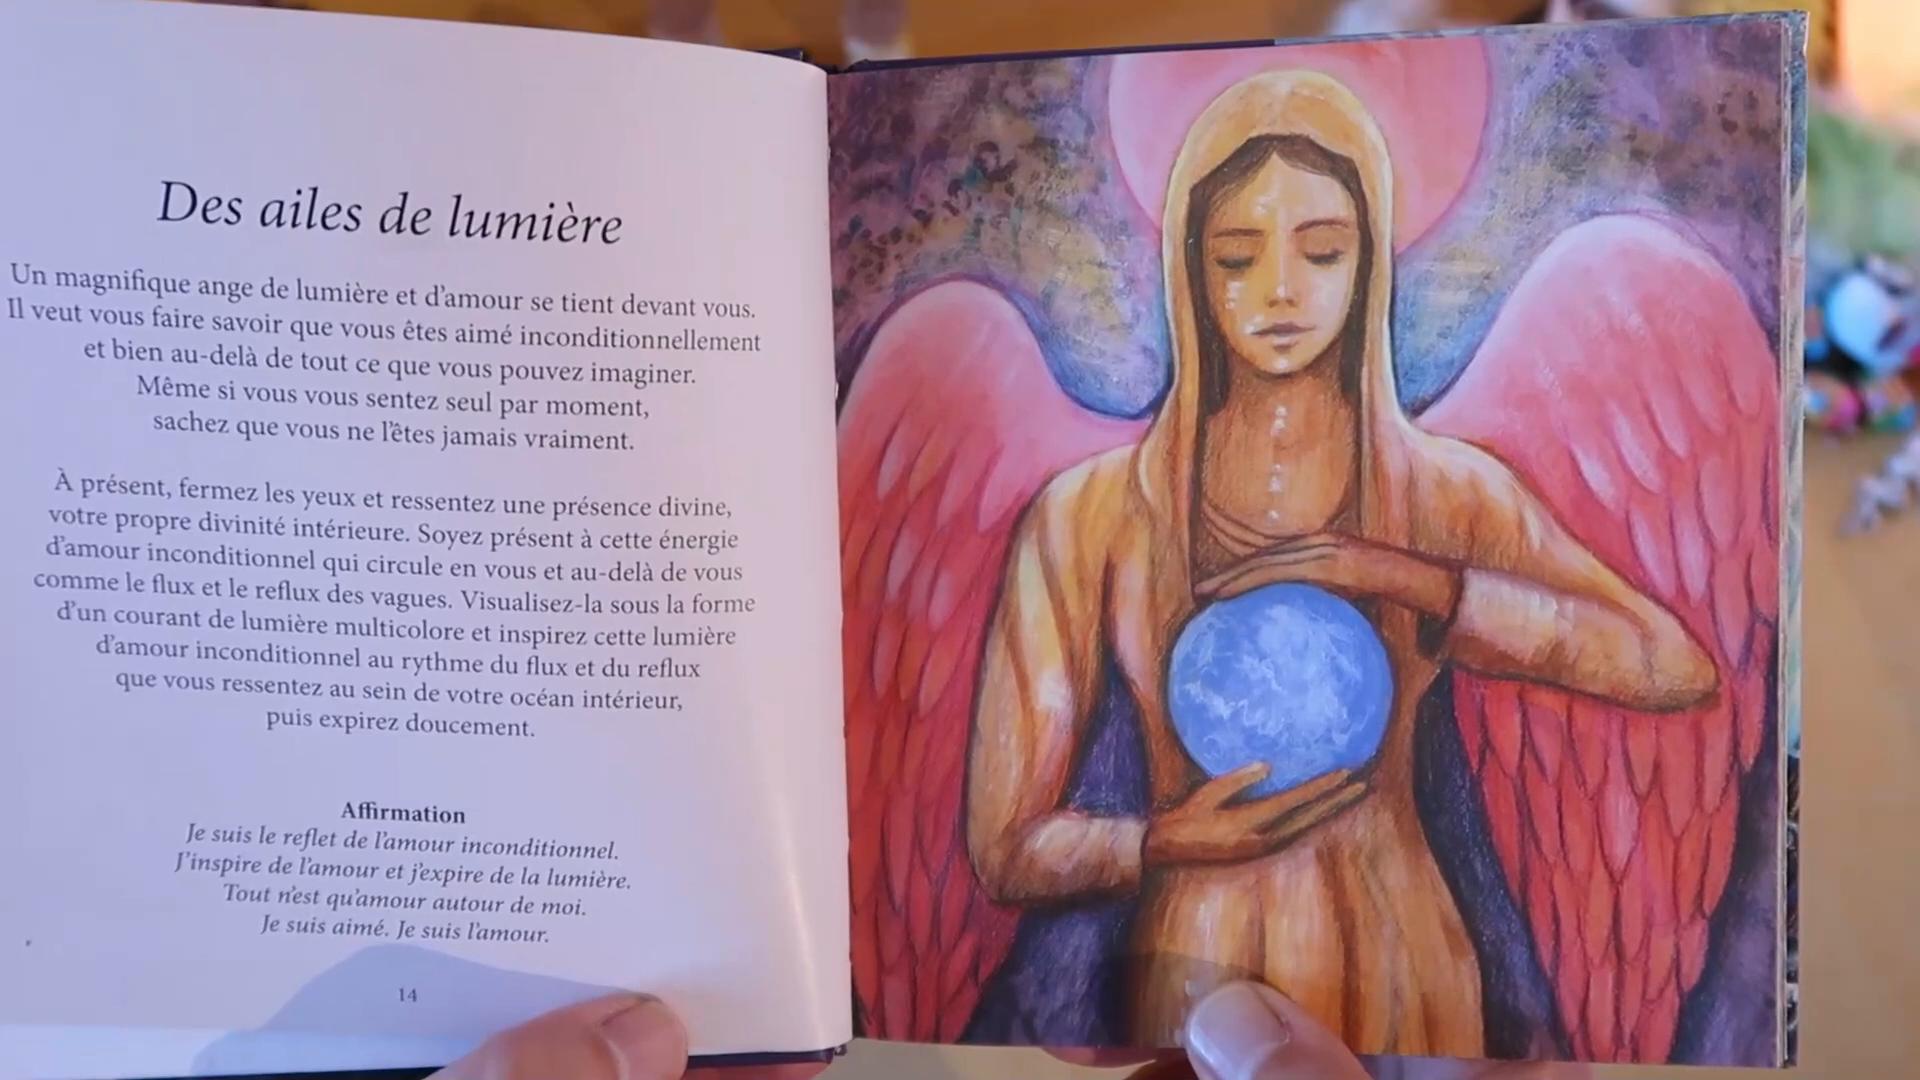 Des ailes de lumière
Un magnifique ange de lumière et d'amour se tient devant vous.
Il veut vous faire savoir que vous êtes aimé inconditionnellement
et bien au-delà de tout ce que vous pouvez imaginer.
Même si vous vous sentez seul par moment,
sachez que vous ne l'êtes jamais vraiment.
À présent, fermez les yeux et ressentez une présence divine,
votre propre divinité intérieure. Soyez présent à cette énergie
d'amour inconditionnel qui circule en vous et au-delà de vous
comme le flux et le reflux des vagues. Visualisez-la sous la forme
d'un courant de lumière multicolore et inspirez cette lumière
d'amour inconditionnel au rythme du flux et du reflux
que vous ressentez au sein de votre océan intérieur,
puis expirez doucement.
Affirmation
Je suis le reflet de l'amour inconditionnel.
J'inspire de l'amour et j'expire de la lumière.
Tout n'est qu'amour autour de moi.
Je suis aimé. Je suis l'amour.
14